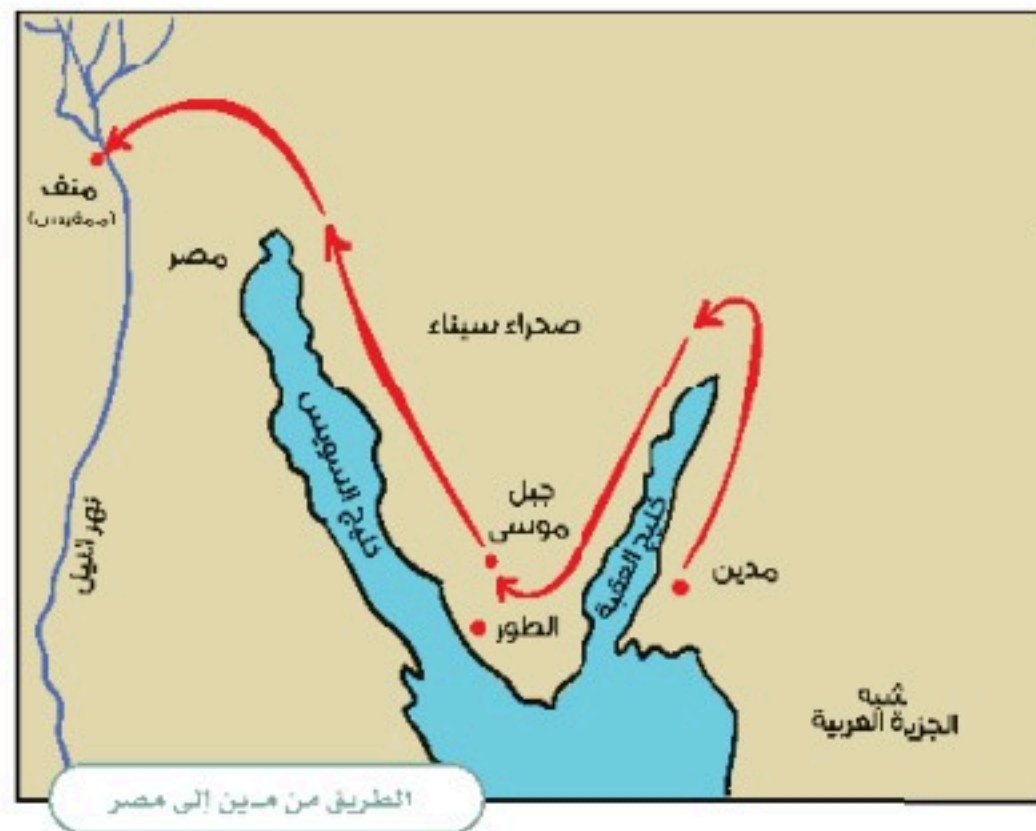 منف
(ممفيس)
مصر
صحراء سيناء
خليج السويس
جبل
موسى
خليج العقبة
مدين
الطور
نهر النيل
شبه
الجزيرة العربية
الطريق من مدين إلى مصر